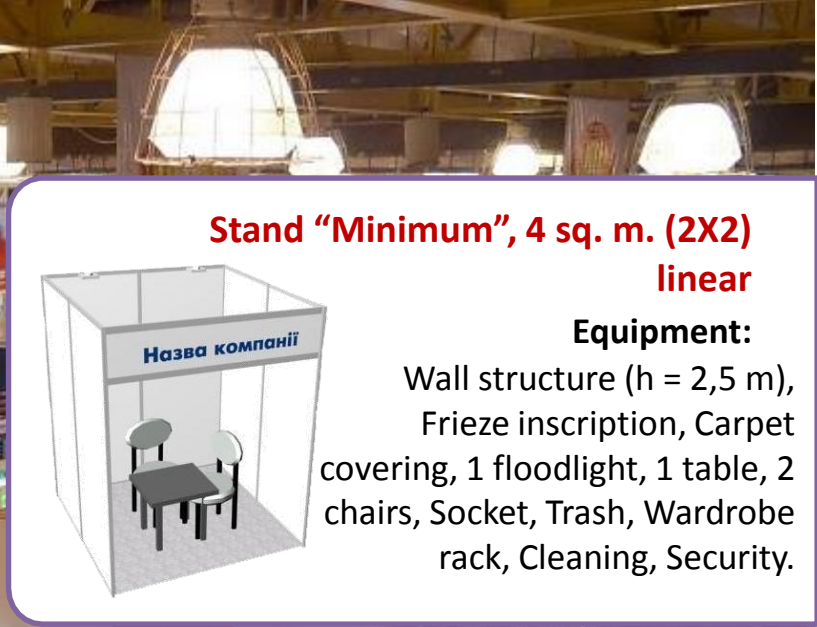 Stand “Minimum”, 4 sq. m. (2X2)
linear
Назва компанії
Equipment:
Wall structure (h = 2,5 m),
Frieze inscription, Carpet
covering, 1 floodlight, 1 table, 2
chairs, Socket, Trash, Wardrobe
rack, Cleaning, Security.